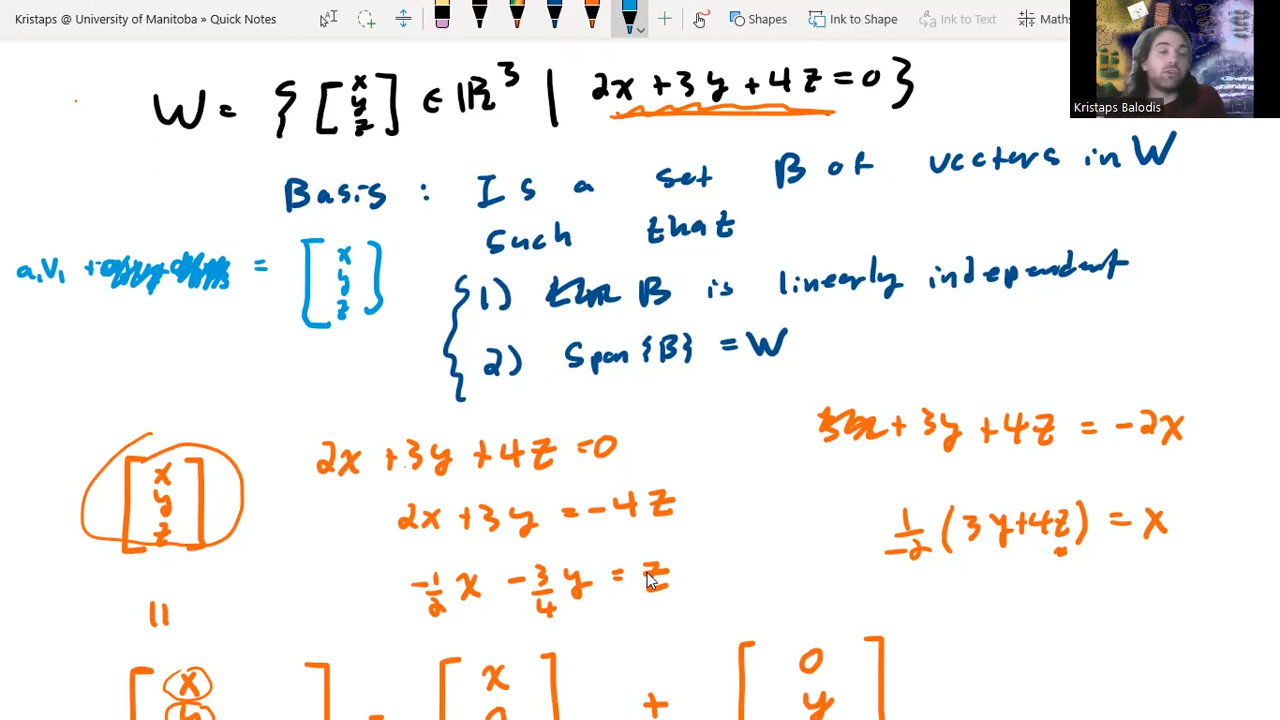 Kristaps @ University of Manitoba » Quick Notes
Shapes
Ink to Shape
Ink to Text
Maths
Kristaps Balodis
W = { [x y z] ∈ ℝ³ | 2x + 3y + 4z = 0 }
Basis : Is a set B of vectors in W
such that
a₁v₁ + = [x y z]
1) B is linearly independent
2) Span {B} = W
[x y z]
2x + 3y + 4z = 0
+ 3y + 4z = -2x
2x + 3y = -4z
1/-2 (3y + 4z) = x
-1/2 x - 3/4 y = z
||
x
x
0
+
y